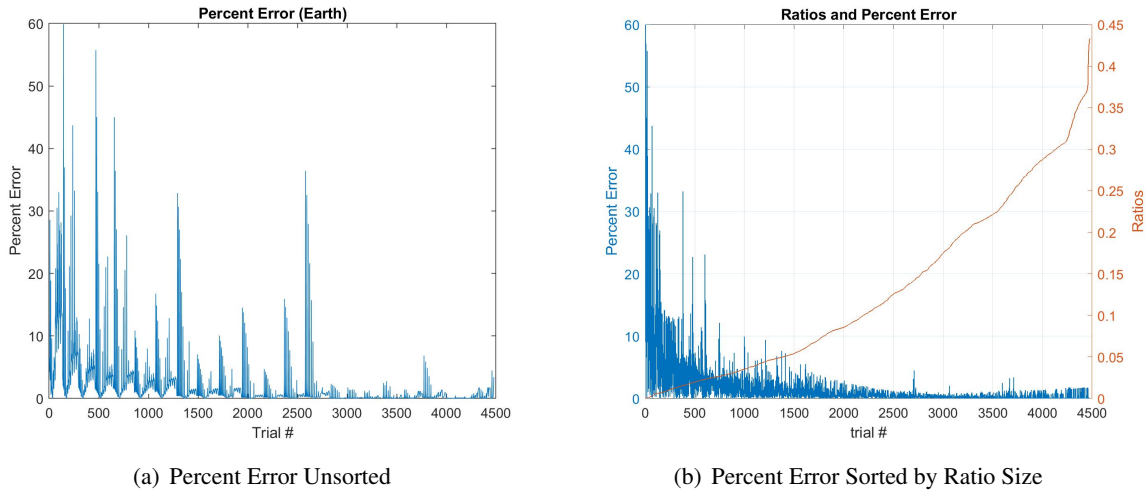 Percent Error (Earth)
60
50
40
30
20
10
0
Percent Error
0 500 1000 1500 2000 2500 3000 3500 4000 4500
Trial #
(a) Percent Error Unsorted
Ratios and Percent Error
60
50
40
30
20
10
0
Percent Error
0.45
0.4
0.35
0.3
0.25
0.2
0.15
0.1
0.05
0
Ratios
0 500 1000 1500 2000 2500 3000 3500 4000 4500
trial #
(b) Percent Error Sorted by Ratio Size